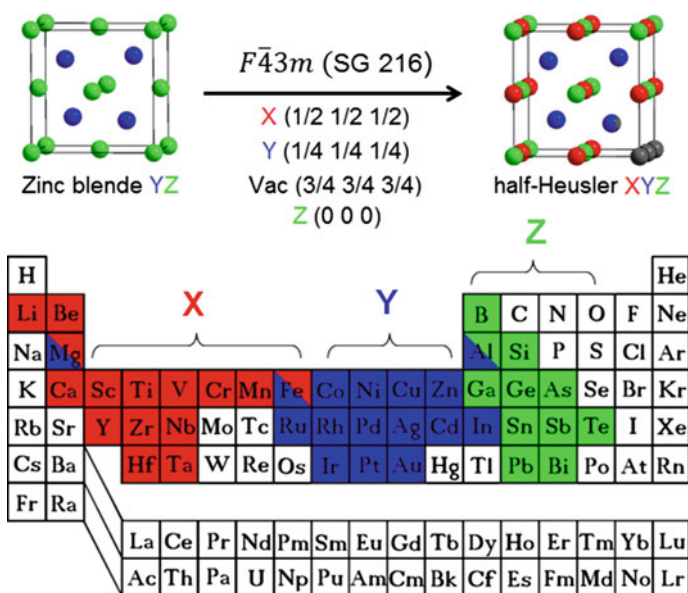 F4̅3m (SG 216)
X (1/2 1/2 1/2)
Y (1/4 1/4 1/4)
Vac (3/4 3/4 3/4)
Z (0 0 0)
Zinc blende YZ
half-Heusler XYZ
X Y Z
H He
Li Be B C N O F Ne
Na Mg Al Si P S Cl Ar
K Ca Sc Ti V Cr Mn Fe Co Ni Cu Zn Ga Ge As Se Br Kr
Rb Sr Y Zr Nb Mo Tc Ru Rh Pd Ag Cd In Sn Sb Te I Xe
Cs Ba Hf Ta W Re Os Ir Pt Au Hg Tl Pb Bi Po At Rn
Fr Ra
La Ce Pr Nd Pm Sm Eu Gd Tb Dy Ho Er Tm Yb Lu
Ac Th Pa U Np Pu Am Cm Bk Cf Es Fm Md No Lr